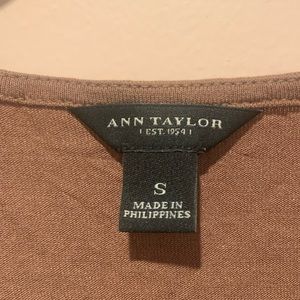 ANN TAYLOR
| EST. 1954 |
S
MADE IN
PHILIPPINES